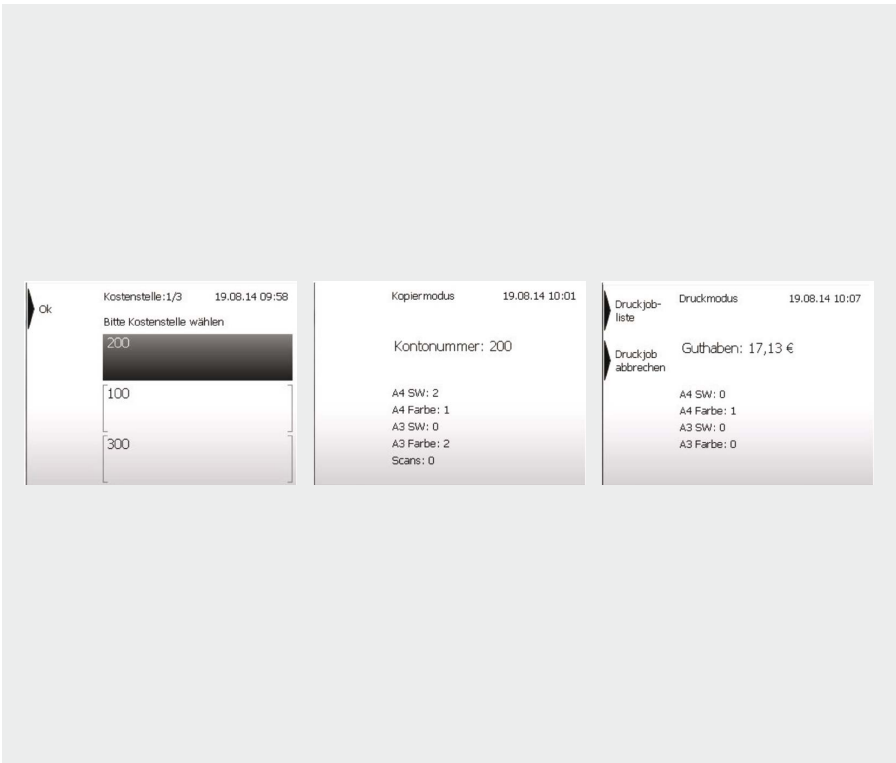 Ok
Kostenstelle:1/3 19.08.14 09:58
Bitte Kostenstelle wählen
200
100
300
Kopiermodus 19.08.14 10:01
Kontonummer: 200
A4 SW: 2
A4 Farbe: 1
A3 SW: 0
A3 Farbe: 2
Scans: 0
Druckjob-
liste
Druckjob
abbrechen
Druckmodus 19.08.14 10:07
Guthaben: 17,13 €
A4 SW: 0
A4 Farbe: 1
A3 SW: 0
A3 Farbe: 0